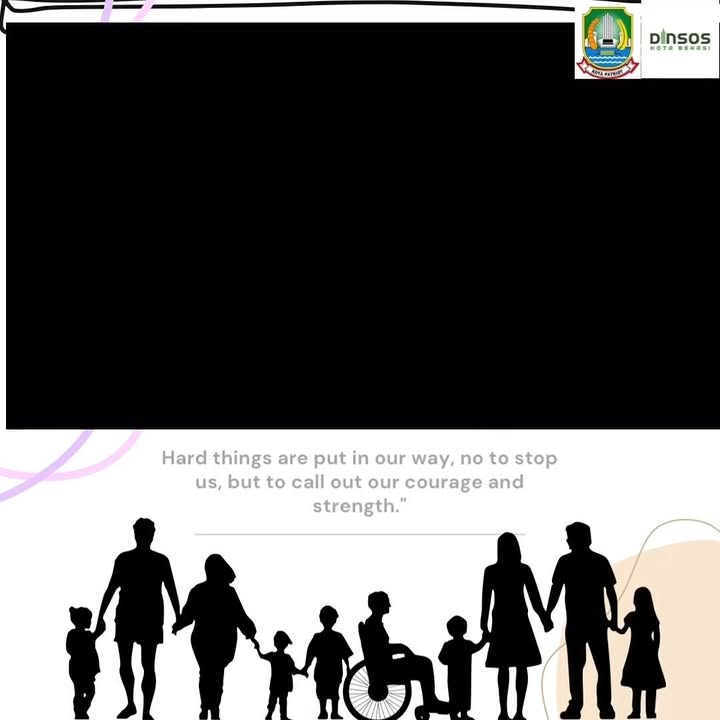 DINSOS
KOTA BEKASI
KOTA PATRIOT
Hard things are put in our way, no to stop
us, but to call out our courage and
strength."